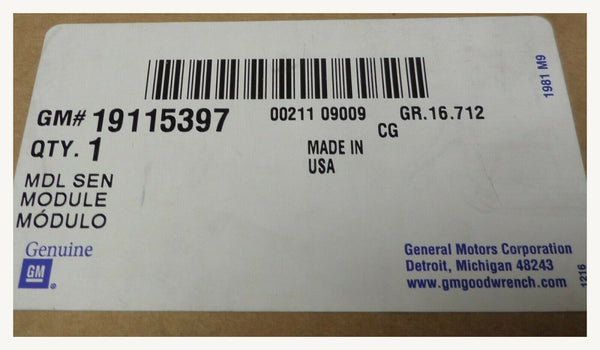 1981 M9
GM# 19115397 00211 09009 GR.16.712
CG
QTY. 1
MADE IN
USA
MDL SEN
MODULE
MÓDULO
Genuine
GM
®
General Motors Corporation
Detroit, Michigan 48243
www.gmgoodwrench.com
1216